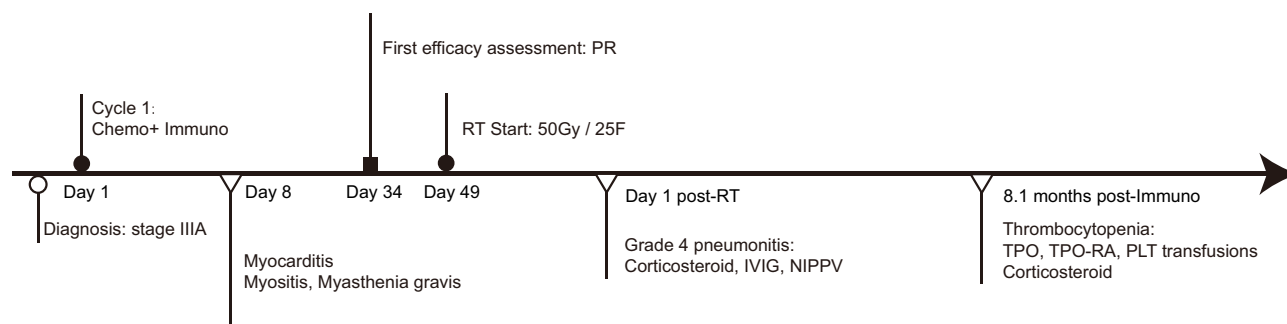 First efficacy assessment: PR
Cycle 1:
Chemo+ Immuno
RT Start: 50Gy / 25F
Day 1
Day 8
Day 34
Day 49
Day 1 post-RT
8.1 months post-Immuno
Diagnosis: stage IIIA
Myocarditis
Myositis, Myasthenia gravis
Grade 4 pneumonitis:
Corticosteroid, IVIG, NIPPV
Thrombocytopenia:
TPO, TPO-RA, PLT transfusions
Corticosteroid